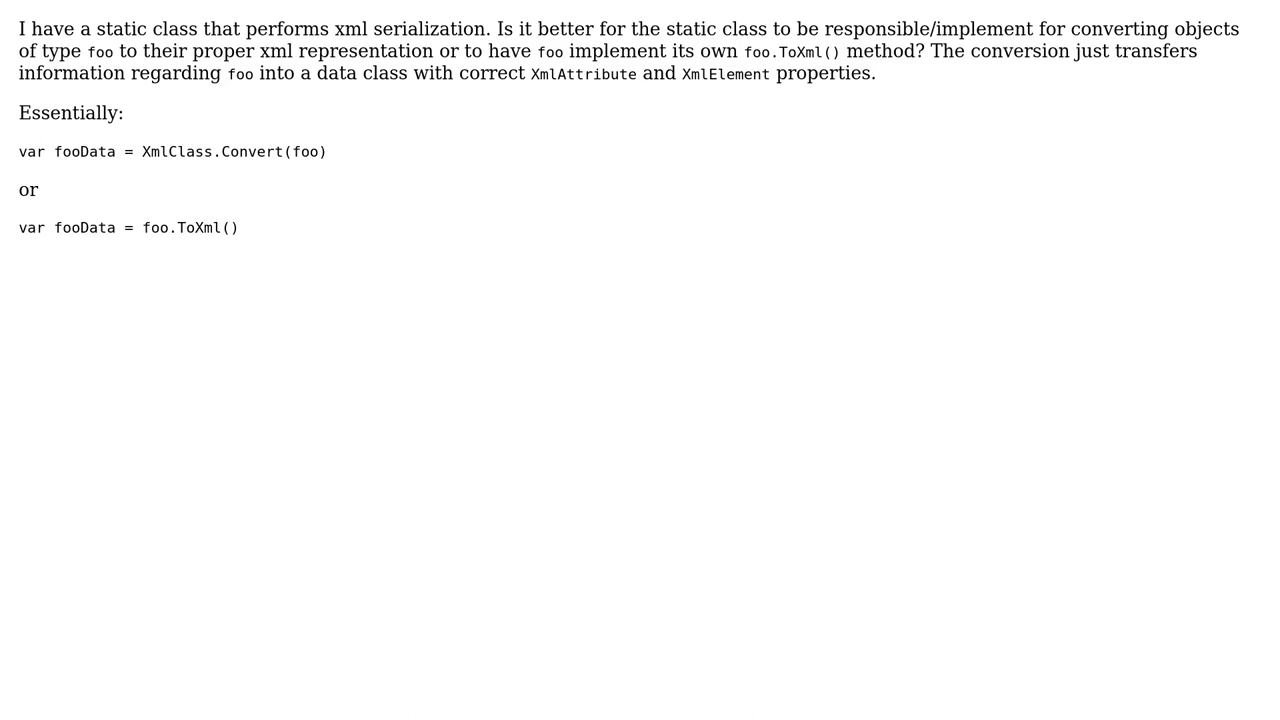 I have a static class that performs xml serialization. Is it better for the static class to be responsible/implement for converting objects
of type foo to their proper xml representation or to have foo implement its own foo.ToXml() method? The conversion just transfers
information regarding foo into a data class with correct XmlAttribute and XmlElement properties.
Essentially:
var fooData = XmlClass.Convert(foo)
or
var fooData = foo.ToXml()